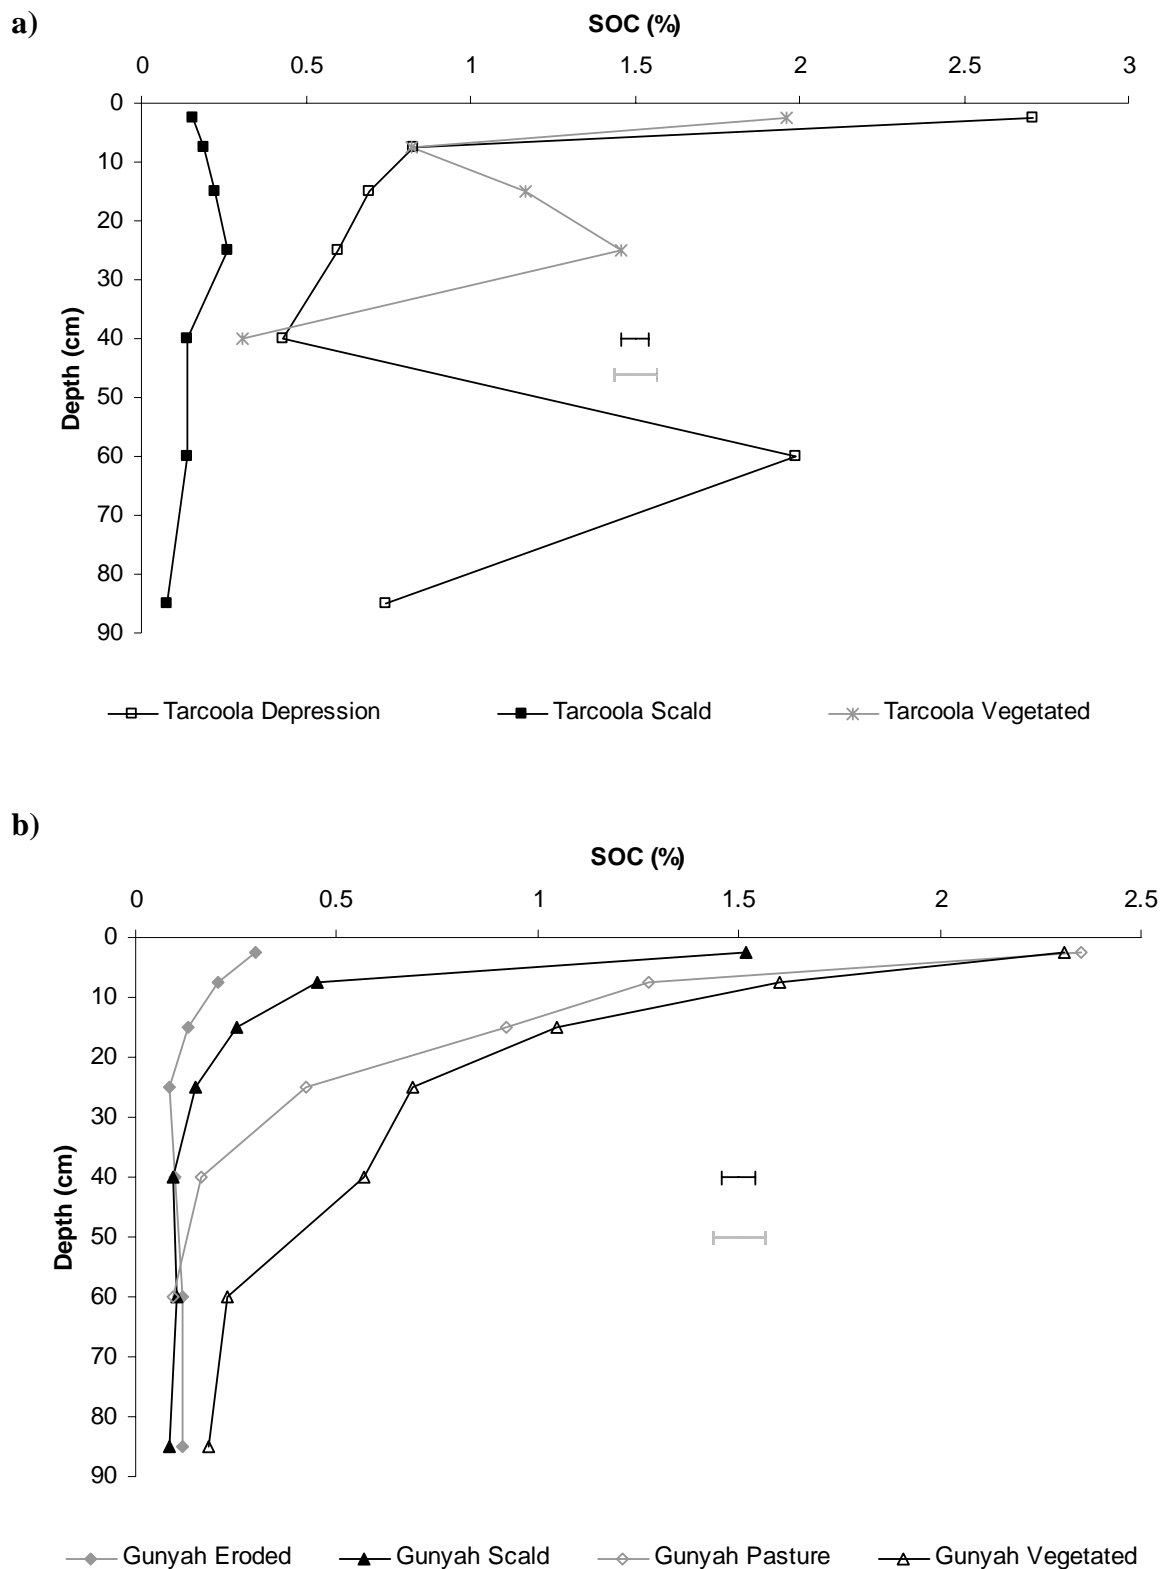 a)
SOC (%)
0 0.5 1 1.5 2 2.5 3
0
10
20
30
40
50
60
70
80
90
Depth (cm)
Tarcoola Depression Tarcoola Scald Tarcoola Vegetated
b)
SOC (%)
0 0.5 1 1.5 2 2.5
0
10
20
30
40
50
60
70
80
90
Depth (cm)
Gunyah Eroded Gunyah Scald Gunyah Pasture Gunyah Vegetated